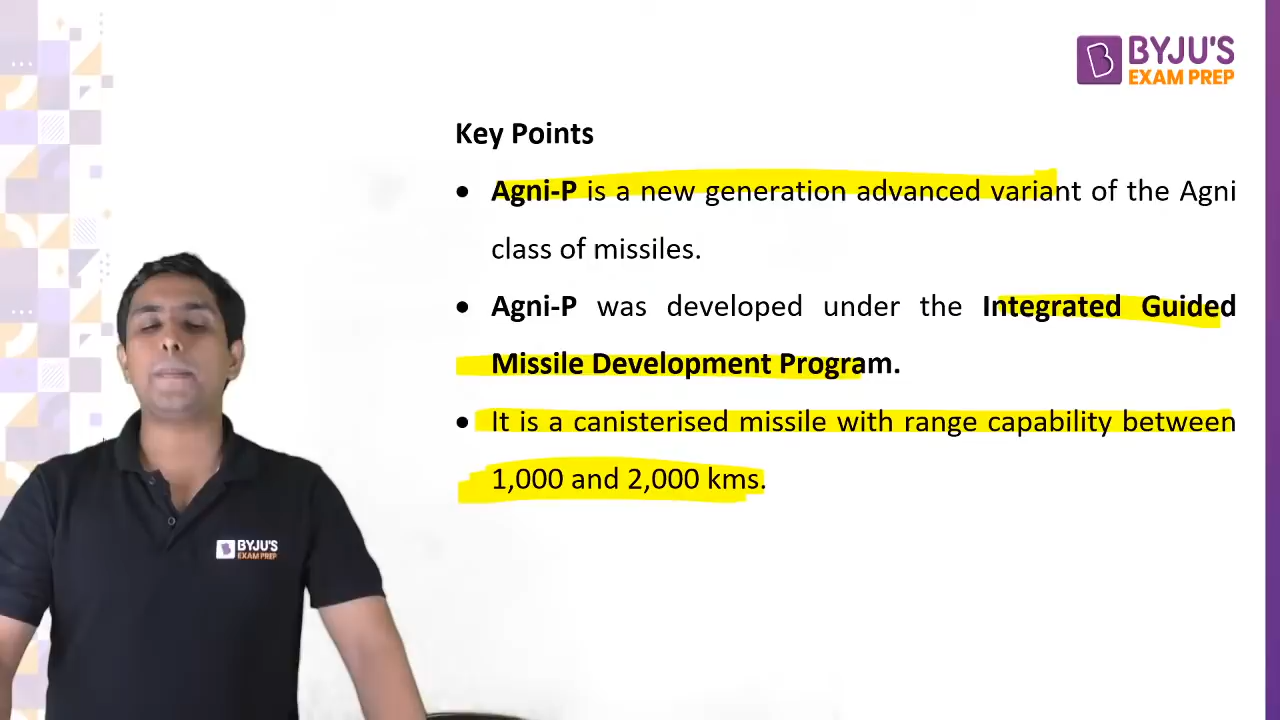 BYJU'S
EXAM PREP
Key Points
• Agni-P is a new generation advanced variant of the Agni
class of missiles.
• Agni-P was developed under the Integrated Guided
Missile Development Program.
• It is a canisterised missile with range capability between
1,000 and 2,000 kms.
BYJU'S
EXAM PREP